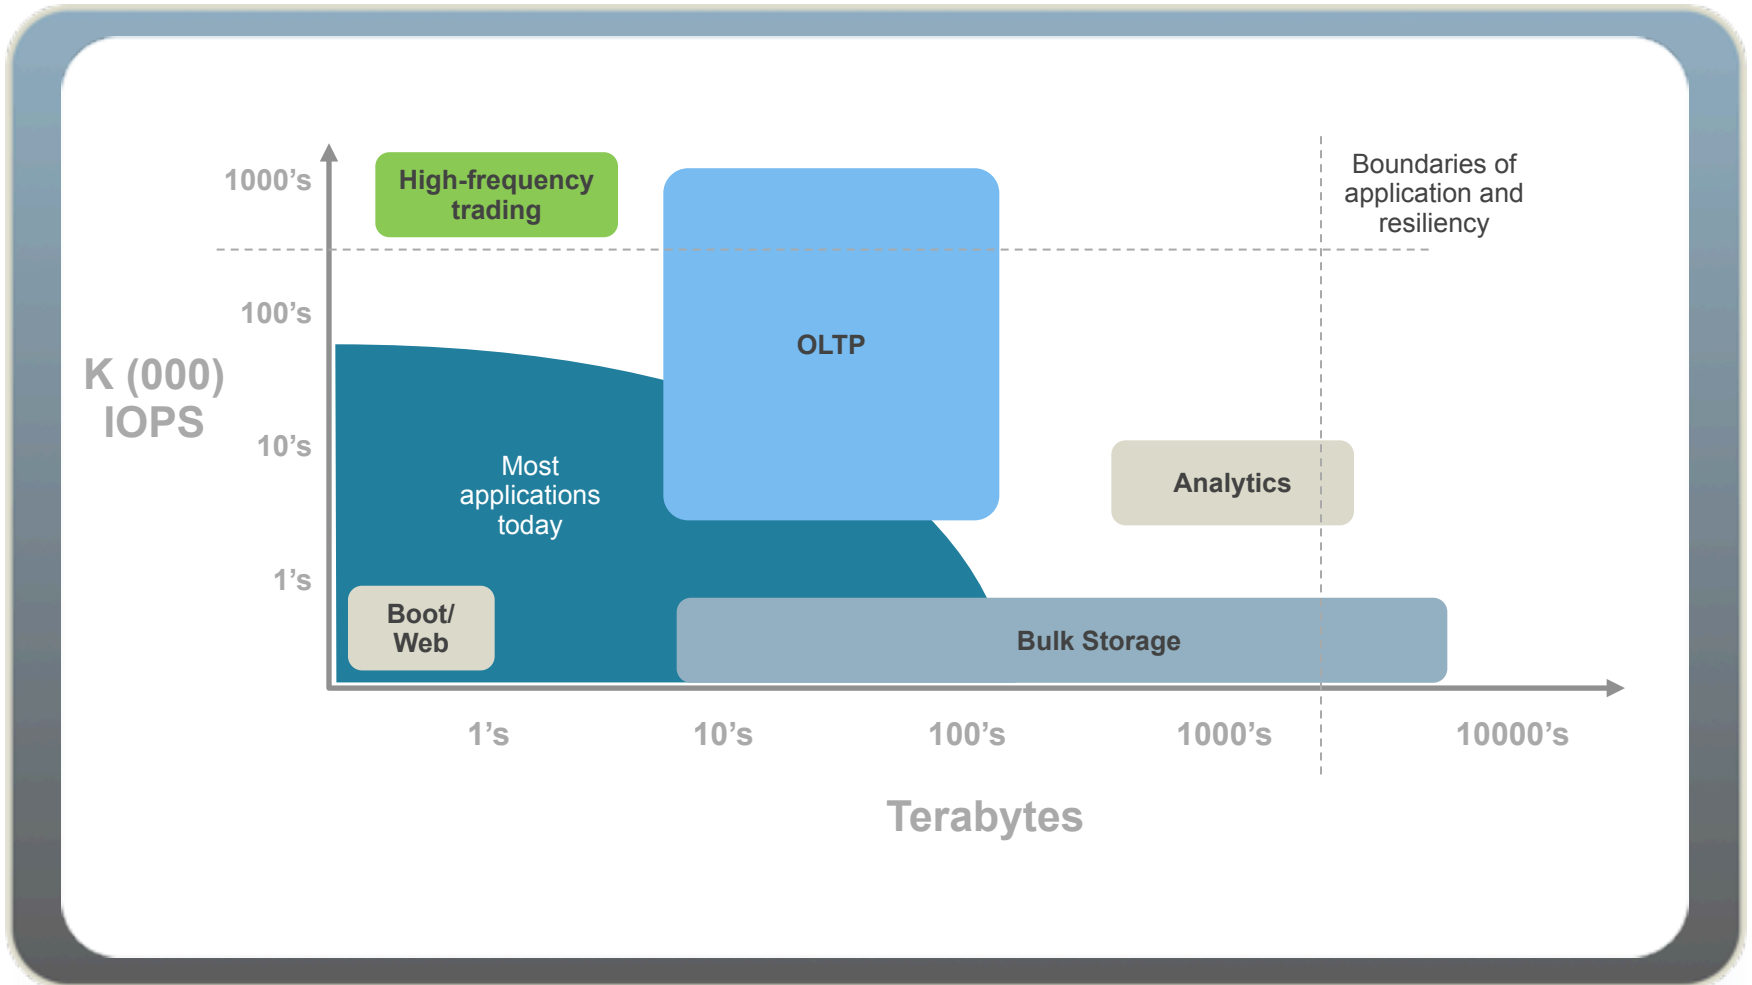 1000’s
High-frequency
trading
Boundaries of
application and
resiliency
100’s
OLTP
K (000)
IOPS
10’s
Most
applications
today
Analytics
1’s
Boot/
Web
Bulk Storage
1’s
10’s
100’s
1000’s
10000’s
Terabytes